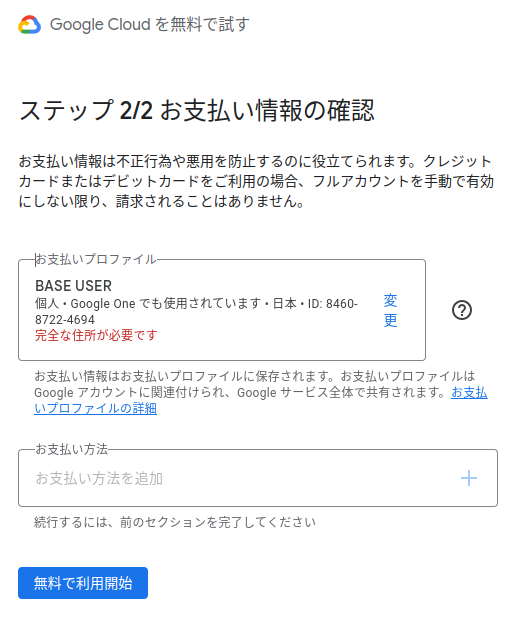 Google Cloud を無料で試す
ステップ 2/2 お支払い情報の確認
お支払い情報は不正行為や悪用を防止するのに役立てられます。クレジット
カードまたはデビットカードをご利用の場合、フルアカウントを手動で有効
にしない限り、請求されることはありません。
お支払いプロファイル
BASE USER
個人 • Google One でも使用されています • 日本 • ID: 8460-
8722-4694
完全な住所が必要です
変
更
お支払い情報はお支払いプロファイルに保存されます。お支払いプロファイルは
Google アカウントに関連付けられ、Google サービス全体で共有されます。お支払
いプロファイルの詳細
お支払い方法
お支払い方法を追加
続行するには、前のセクションを完了してください
無料で利用開始